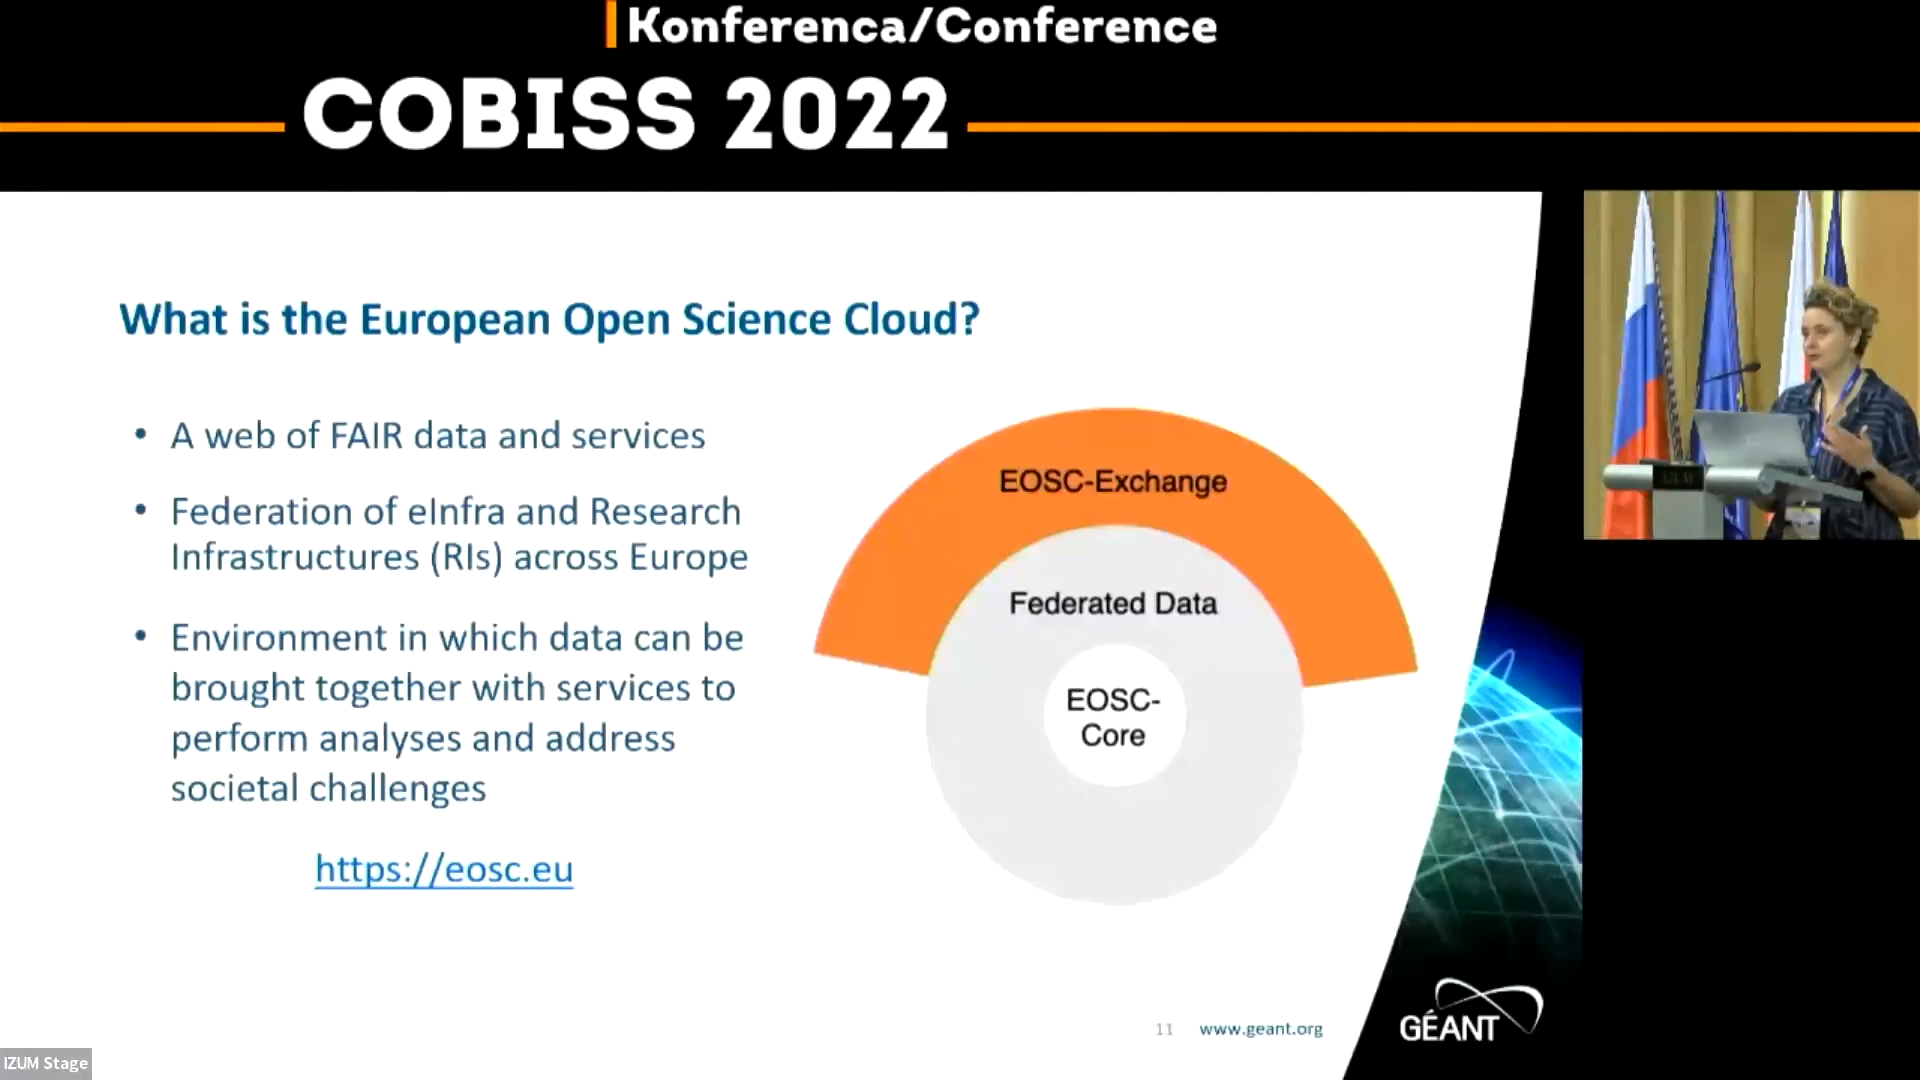 Konferenca/Conference
COBISS 2022
What is the European Open Science Cloud?
• A web of FAIR data and services
• Federation of eInfra and Research
Infrastructures (RIs) across Europe
• Environment in which data can be
brought together with services to
perform analyses and address
societal challenges
https://eosc.eu
EOSC-Exchange
Federated Data
EOSC-
Core
11 www.geant.org
GÉANT
IZUM Stage